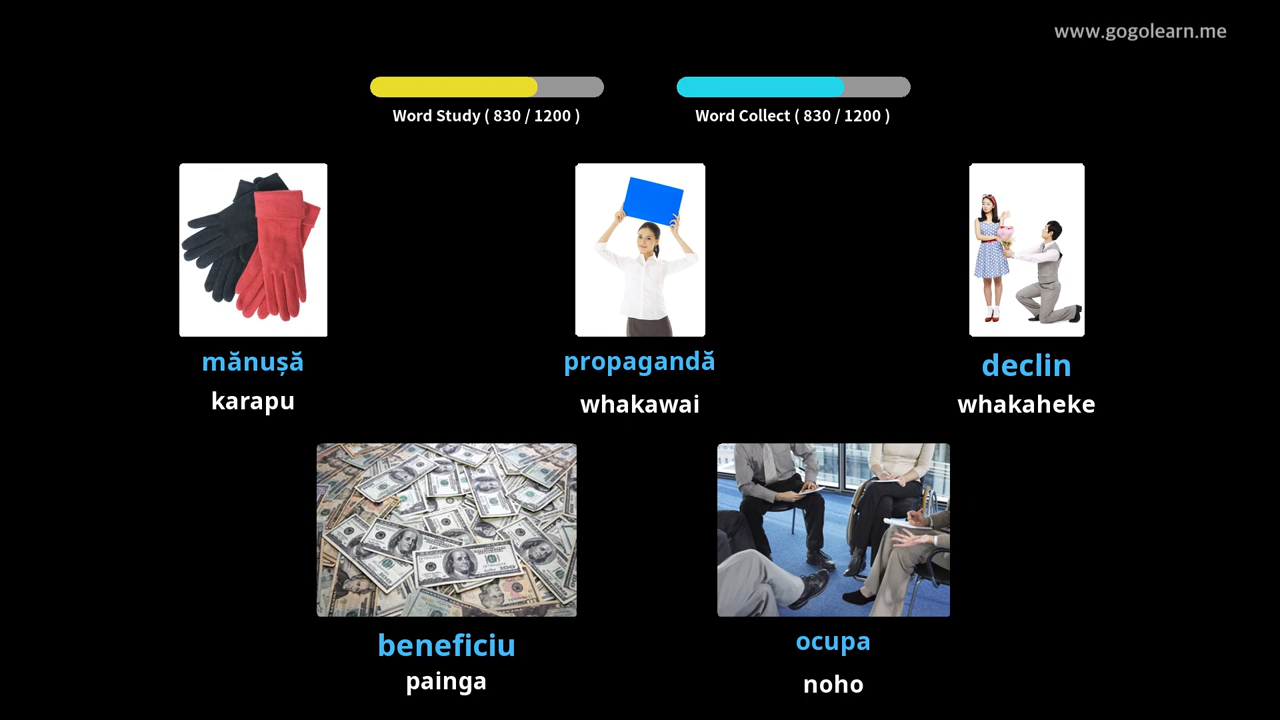 www.gogolearn.me
Word Study ( 830 / 1200 )
Word Collect ( 830 / 1200 )
mănușă
karapu
propagandă
whakawai
declin
whakaheke
beneficiu
painga
ocupa
noho